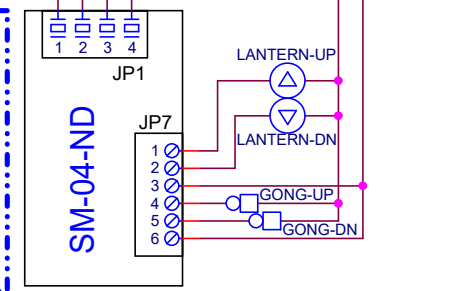 1 2 3 4
JP1
LANTERN-UP
SM-04-ND
JP7
LANTERN-DN
1
2
3
4
5
6
GONG-UP
GONG-DN